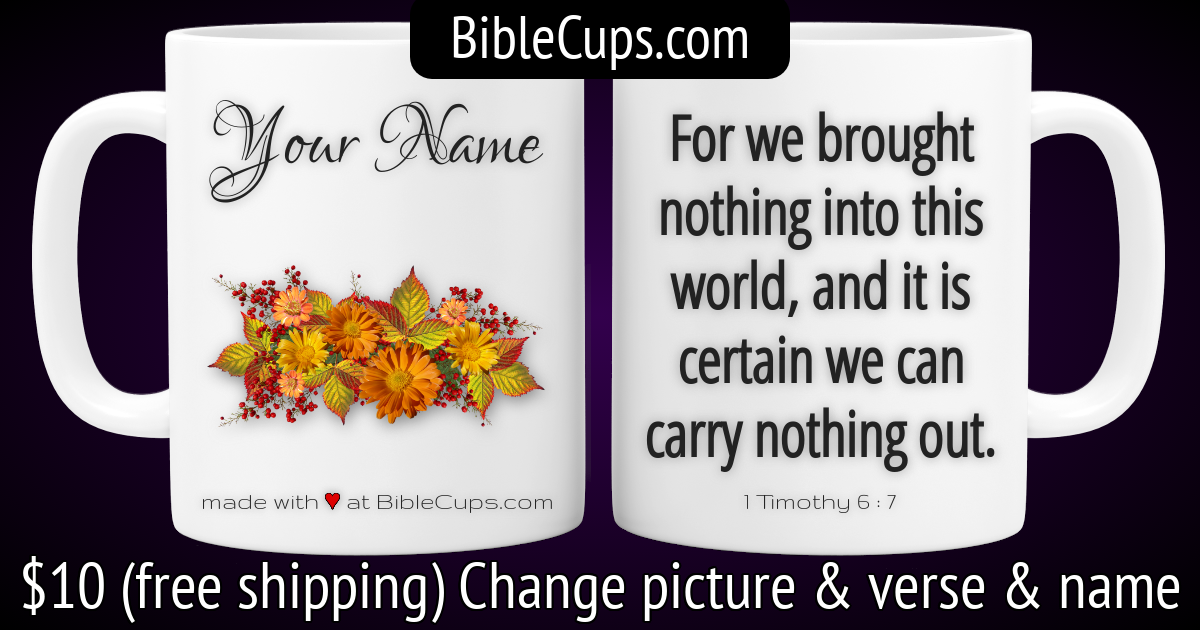 BibleCups.com
Your Name
made with ♥ at BibleCups.com
For we brought
nothing into this
world, and it is
certain we can
carry nothing out.
1 Timothy 6 : 7
$10 (free shipping) Change picture & verse & name